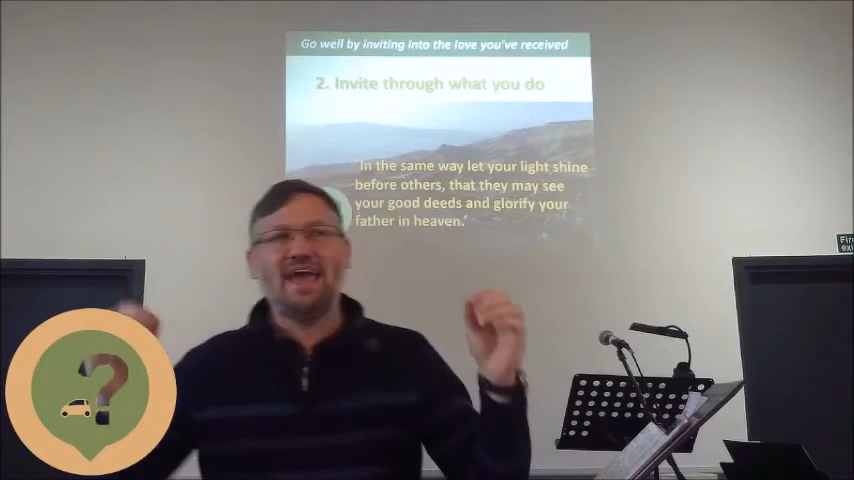 Go well by inviting into the love you've received
2. Invite through what you do
'In the same way let your light shine
before others, that they may see
your good deeds and glorify your
father in heaven.'
Fire
exit
?